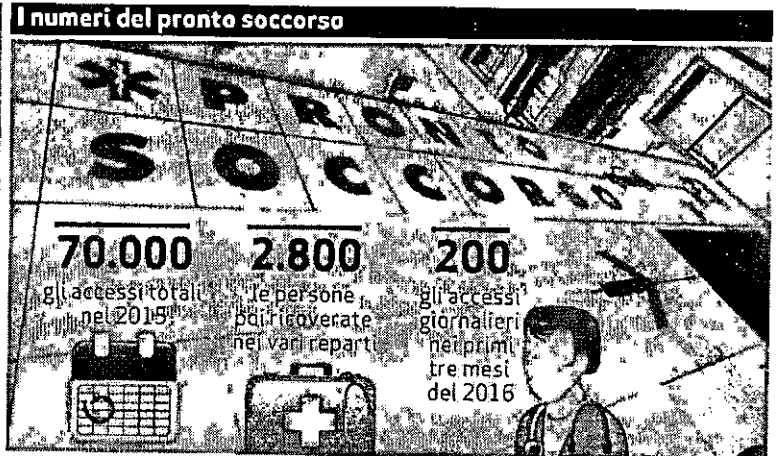 I numeri del pronto soccorso
PRONTO
SOCCORSO
70.000
gli accessi totali
nel 2015
2.800
le persone
poi ricoverate
nei vari reparti
200
gli accessi
giornalieri
nei primi
tre mesi
del 2016